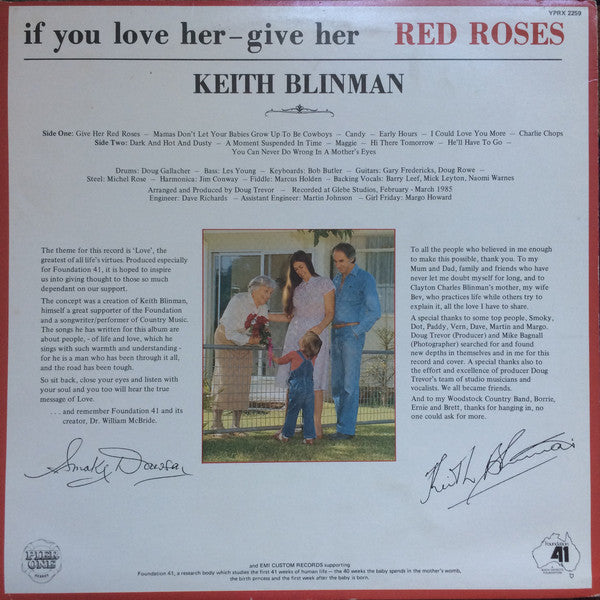 YPRX 2259
if you love her – give her RED ROSES
KEITH BLINMAN
Side One: Give Her Red Roses – Mamas Don't Let Your Babies Grow Up To Be Cowboys – Candy – Early Hours – I Could Love You More – Charlie Chops
Side Two: Dark And Hot And Dusty – A Moment Suspended In Time – Maggie – Hi There Tomorrow – He'll Have To Go –
You Can Never Do Wrong In A Mother's Eyes
Drums: Doug Gallacher – Bass: Les Young – Keyboards: Bob Butler – Guitars: Gary Fredericks, Doug Rowe –
Steel: Michel Rose – Harmonica: Jim Conway – Fiddle: Marcus Holden – Backing Vocals: Barry Leef, Mick Leyton, Naomi Warnes
Arranged and Produced by Doug Trevor – Recorded at Glebe Studios, February - March 1985
Engineer: Dave Richards – Assistant Engineer: Martin Johnson – Girl Friday: Margo Howard
The theme for this record is 'Love', the
greatest of all life's virtues. Produced especially
for Foundation 41, it is hoped to inspire
us into giving thought to those so much
dependant on our support.
The concept was a creation of Keith Blinman,
himself a great supporter of the Foundation
and a songwriter/performer of Country Music.
The songs he has written for this album are
about people, - of life and love, which he
sings with such warmth and understanding -
for he is a man who has been through it all,
and the road has been tough.
So sit back, close your eyes and listen with
your soul and you too will hear the true
message of Love.
. . . and remember Foundation 41 and its
creator, Dr. William McBride.
Smoky Dawson
To all the people who believed in me enough
to make this possible, thank you. To my
Mum and Dad, family and friends who have
never let me doubt myself for long, and to
Clayton Charles Blinman's mother, my wife
Bev, who practices life while others try to
explain it, all the love I have to share.
A special thanks to some top people, Smoky,
Dot, Paddy, Vern, Dave, Martin and Margo.
Doug Trevor (Producer) and Mike Bagnall
(Photographer) searched for and found
new depths in themselves and in me for this
record and cover. A special thanks also to
the effort and excellence of producer Doug
Trevor's team of studio musicians and
vocalists. We all became friends.
And to my Woodstock Country Band, Borrie,
Ernie and Brett, thanks for hanging in, no
one could ask for more.
Keith Blinman
PIER
ONE
Foundation
41
and EMI CUSTOM RECORDS supporting
Foundation 41, a research body which studies the first 41 weeks of human life – the 40 weeks the baby spends in the mother's womb,
the birth princess and the first week after the baby is born.